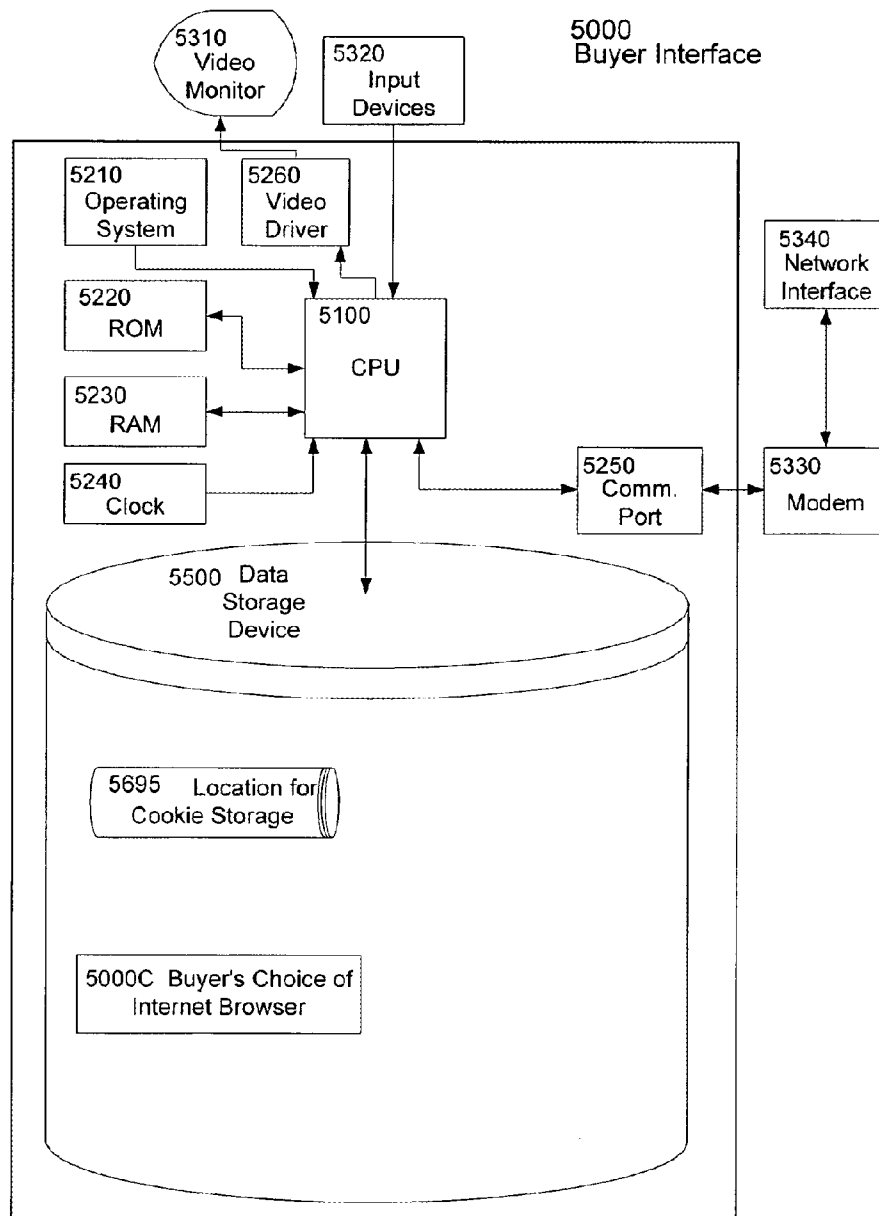 5000
Buyer Interface
5310
Video
Monitor
5320
Input
Devices
5210
Operating
System
5260
Video
Driver
5340
Network
Interface
5220
ROM
5100
CPU
5230
RAM
5240
Clock
5250
Comm.
Port
5330
Modem
5500 Data
Storage
Device
5695 Location for
Cookie Storage
5000C Buyer's Choice of
Internet Browser